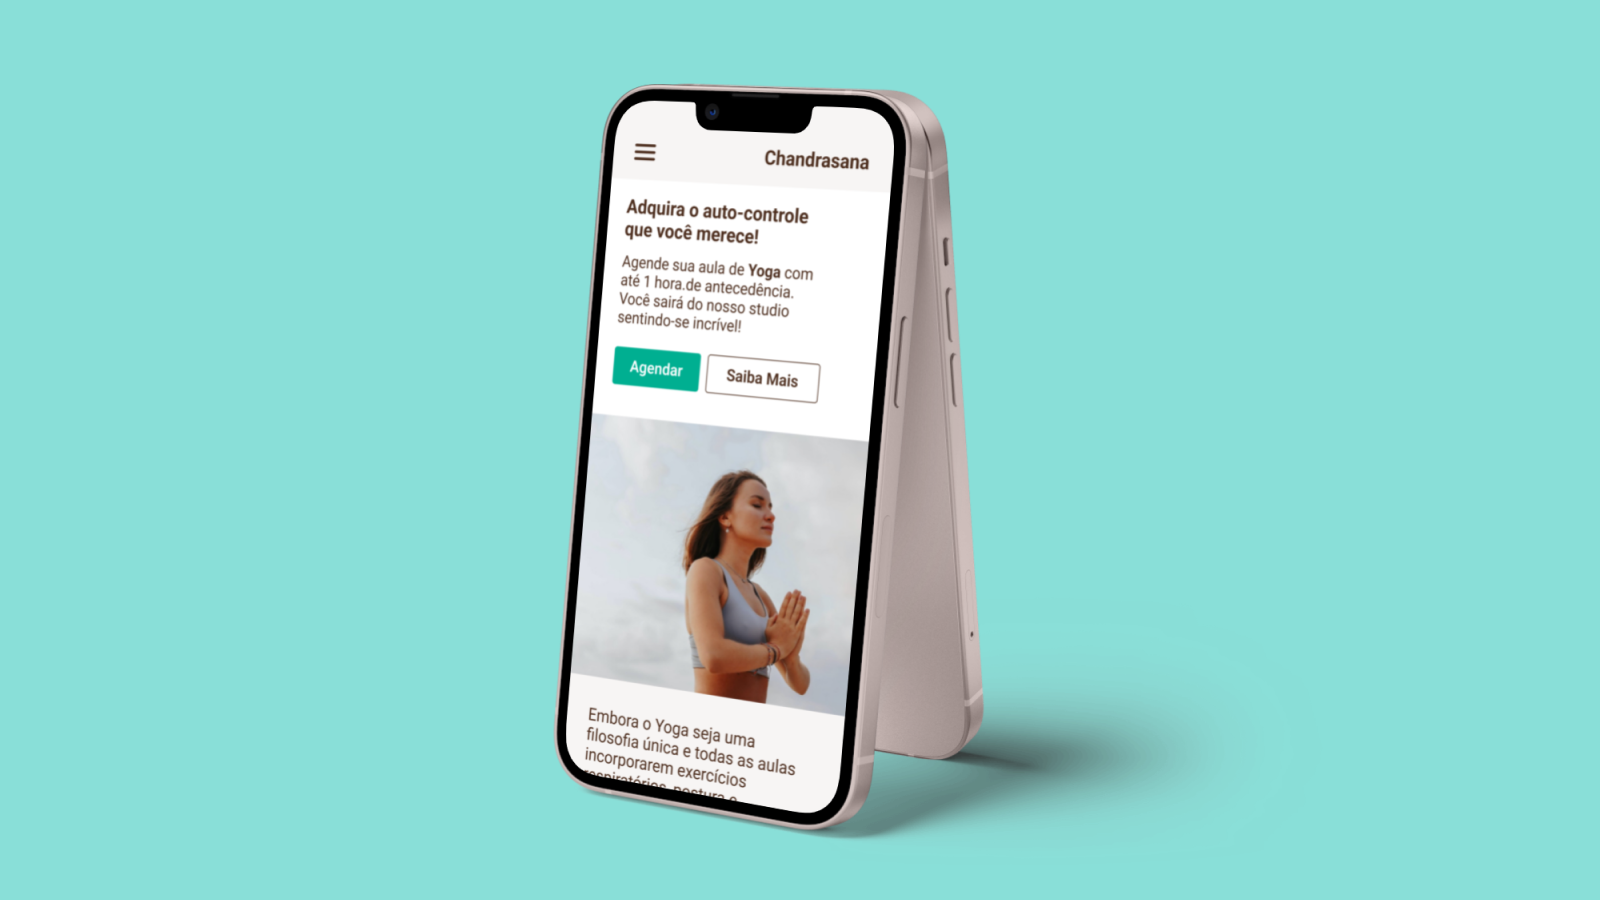 Chandrasana
Adquira o auto-controle
que você merece!
Agende sua aula de Yoga com
até 1 hora.de antecedência.
Você sairá do nosso studio
sentindo-se incrível!
Agendar
Saiba Mais
Embora o Yoga seja uma
filosofia única e todas as aulas
incorporarem exercícios
respiratórios, postura e